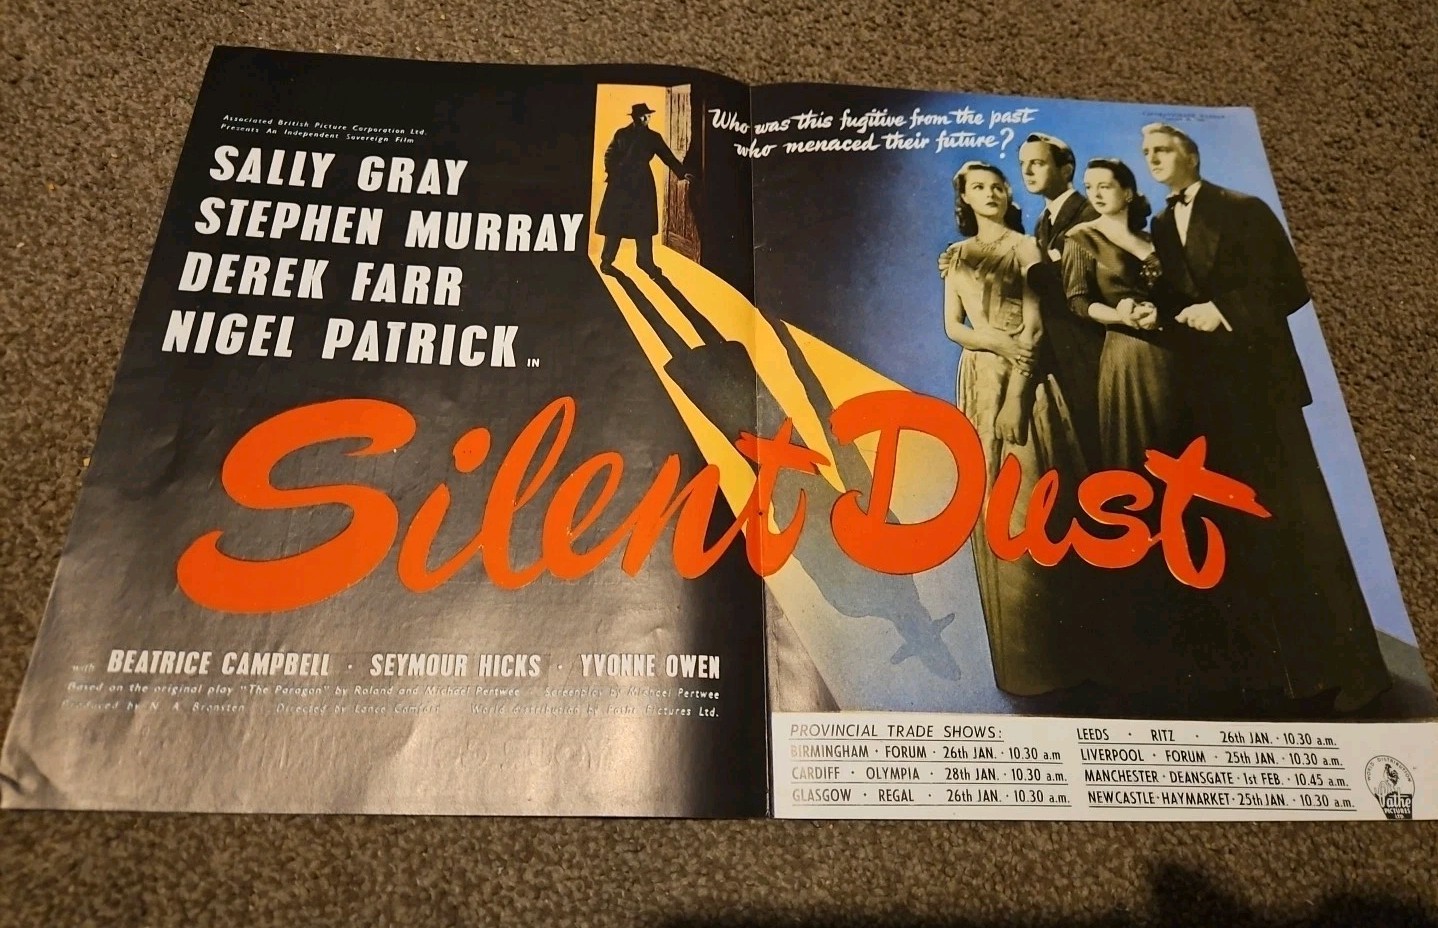 Associated British Picture Corporation Ltd.
Presents An Independent Sovereign Film
SALLY GRAY
STEPHEN MURRAY
DEREK FARR
NIGEL PATRICK IN
Who was this fugitive from the past
who menaced their future?
Silent Dust
with BEATRICE CAMPBELL · SEYMOUR HICKS · YVONNE OWEN
Based on the original play "The Paragon" by Roland and Michael Pertwee · Screenplay by Michael Pertwee
Produced by N. A. Bronsten · Directed by Lance Comfort · World distribution by Pathe Pictures Ltd.
PROVINCIAL TRADE SHOWS:
BIRMINGHAM · FORUM · 26th JAN. · 10.30 a.m
CARDIFF · OLYMPIA · 28th JAN. · 10.30 a.m.
GLASGOW · REGAL · 26th JAN. · 10.30 a.m.
LEEDS · RITZ · 26th JAN. · 10.30 a.m.
LIVERPOOL · FORUM · 25th JAN. · 10.30 a.m.
MANCHESTER · DEANSGATE · 1st FEB. · 10.45 a.m.
NEWCASTLE · HAYMARKET · 25th JAN. · 10.30 a.m.
WORLD DISTRIBUTION
Pathe
PICTURES
LTD